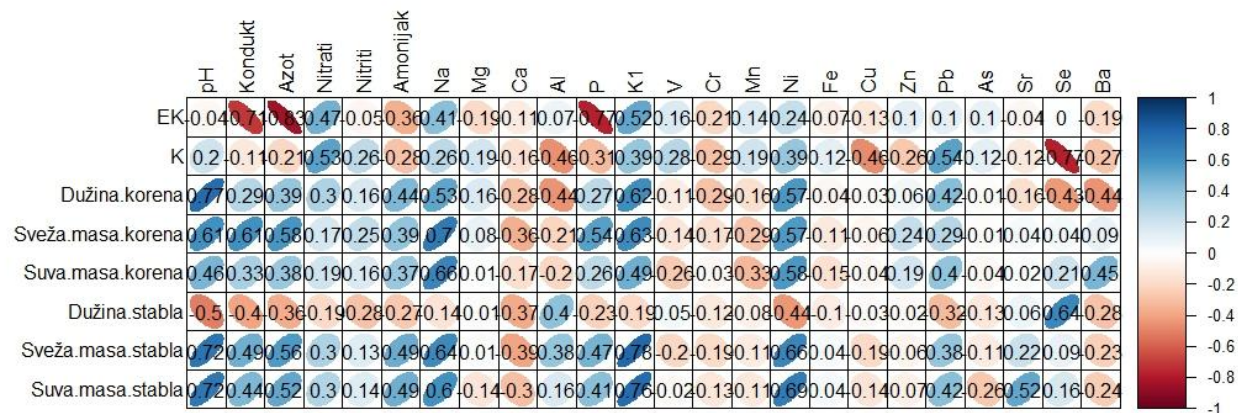 pH Kondukt Azot Nitrati Nitriti Amonijak Na Mg Ca Al P K1 V Cr Mn Ni Fe Cu Zn Pb As Sr Se Ba
EK -0.04 -0.71 -0.83 0.47 -0.05 -0.36 0.41 -0.19 -0.11 0.07 -0.77 0.52 0.16 -0.21 0.14 0.24 -0.07 -0.13 0.1 0.1 0.1 -0.04 0 -0.19
K 0.2 -0.11 -0.21 0.53 0.26 -0.28 0.26 0.19 -0.16 -0.46 -0.31 0.39 0.28 -0.29 0.19 0.39 0.12 -0.46 -0.26 0.54 0.12 -0.12 -0.77 -0.27
Dužina.korena 0.77 0.29 0.39 0.3 0.16 0.44 0.53 0.16 -0.28 -0.44 0.27 0.62 -0.11 -0.29 -0.16 0.57 -0.04 0.03 0.06 0.42 -0.01 -0.16 -0.43 -0.44
Sveža.masa.korena 0.61 0.61 0.58 0.17 0.25 0.39 0.7 0.08 -0.36 -0.21 0.54 0.63 -0.14 -0.17 -0.29 0.57 -0.11 -0.06 0.24 0.29 -0.01 0.04 0.04 0.09
Suva.masa.korena 0.46 0.33 0.38 0.19 0.16 0.37 0.66 0.01 -0.17 -0.2 0.26 0.49 -0.26 -0.03 -0.33 0.58 -0.15 -0.04 0.19 0.4 -0.04 0.02 0.21 0.45
Dužina.stabla -0.5 -0.4 -0.36 -0.19 -0.28 -0.27 -0.14 -0.01 -0.37 0.4 -0.23 -0.19 0.05 -0.12 -0.08 -0.44 -0.1 -0.03 -0.02 -0.32 -0.13 0.06 0.64 -0.28
Sveža.masa.stabla 0.72 0.49 0.56 0.3 0.13 0.49 0.64 0.01 -0.39 0.38 0.47 0.78 -0.2 -0.19 -0.11 0.66 0.04 -0.19 -0.06 0.38 -0.11 0.22 0.09 -0.23
Suva.masa.stabla 0.72 0.44 0.52 0.3 0.14 0.49 0.6 -0.14 -0.3 0.16 0.41 0.76 -0.02 -0.13 -0.11 0.69 0.04 -0.14 -0.07 0.42 -0.26 0.52 0.16 -0.24
1
0.8
0.6
0.4
0.2
0
-0.2
-0.4
-0.6
-0.8
-1